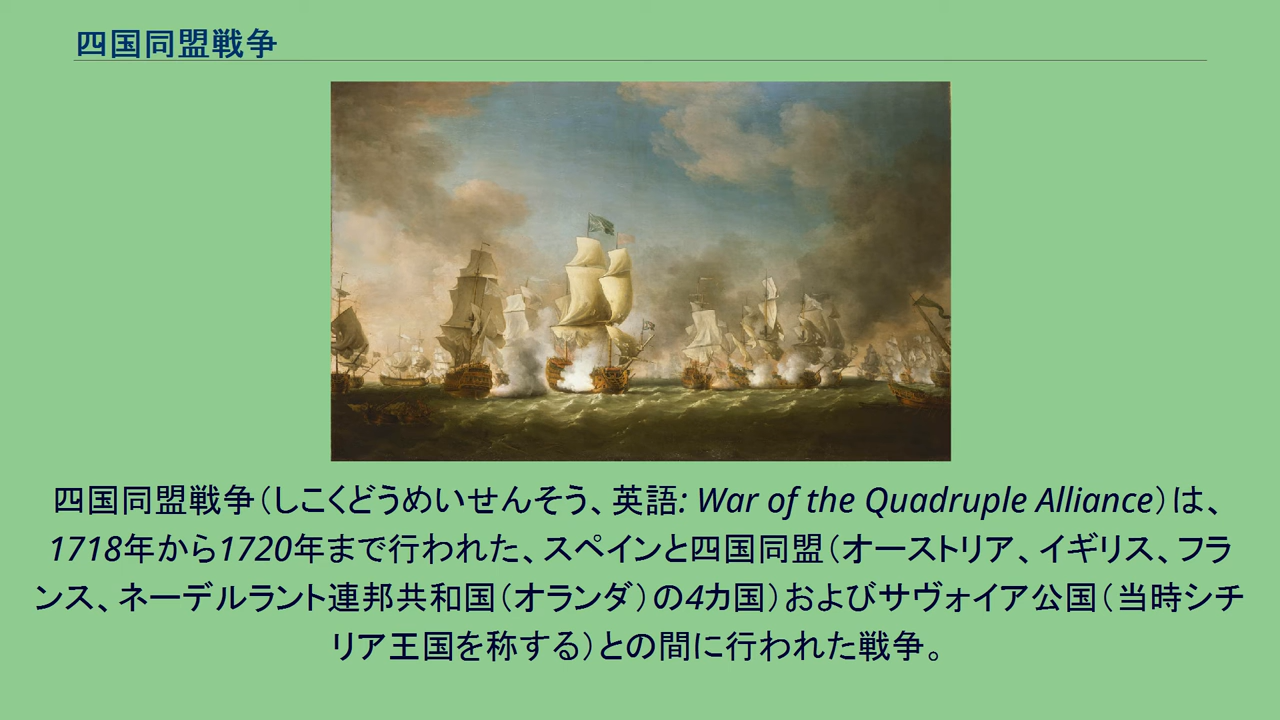 四国同盟戦争
四国同盟戦争（しこくどうめいせんそう、英語: War of the Quadruple Alliance）は、
1718年から1720年まで行われた、スペインと四国同盟（オーストリア、イギリス、フラ
ンス、ネーデルラント連邦共和国（オランダ）の4カ国）およびサヴォイア公国（当時シチ
リア王国を称する）との間に行われた戦争。